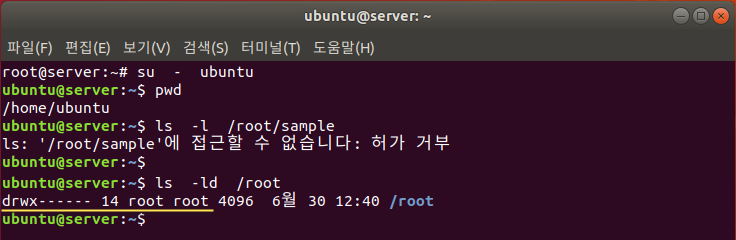 ubuntu@server: ~
파일(F) 편집(E) 보기(V) 검색(S) 터미널(T) 도움말(H)
root@server:~# su  -  ubuntu
ubuntu@server:~$ pwd
/home/ubuntu
ubuntu@server:~$ ls  -l  /root/sample
ls: '/root/sample'에 접근할 수 없습니다: 허가 거부
ubuntu@server:~$
ubuntu@server:~$ ls  -ld  /root
drwx------ 14 root root 4096  6월 30 12:40 /root
ubuntu@server:~$